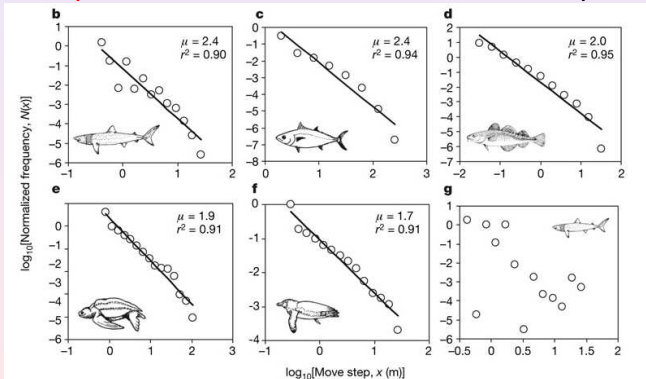 b
μ = 2.4
r² = 0.90
1
0
−1
−2
−3
−4
−5
−6
−1 0 1 2
c
μ = 2.4
r² = 0.94
0
−1
−2
−3
−4
−5
−6
−7
−8
0 1 2 3
d
μ = 2.0
r² = 0.95
2
1
0
−1
−2
−3
−4
−5
−6
−7
−2 −1 0 1 2
log₁₀[Normalized frequency, N(x)]
e
μ = 1.9
r² = 0.91
1
0
−1
−2
−3
−4
−5
−6
−1 0 1 2 3
f
μ = 1.7
r² = 0.91
0
−1
−2
−3
−4
−1 0 1 2
g
1
0
−1
−2
−3
−4
−5
−6
−0.5 0 0.5 1 1.5 2
log₁₀[Move step, x (m)]